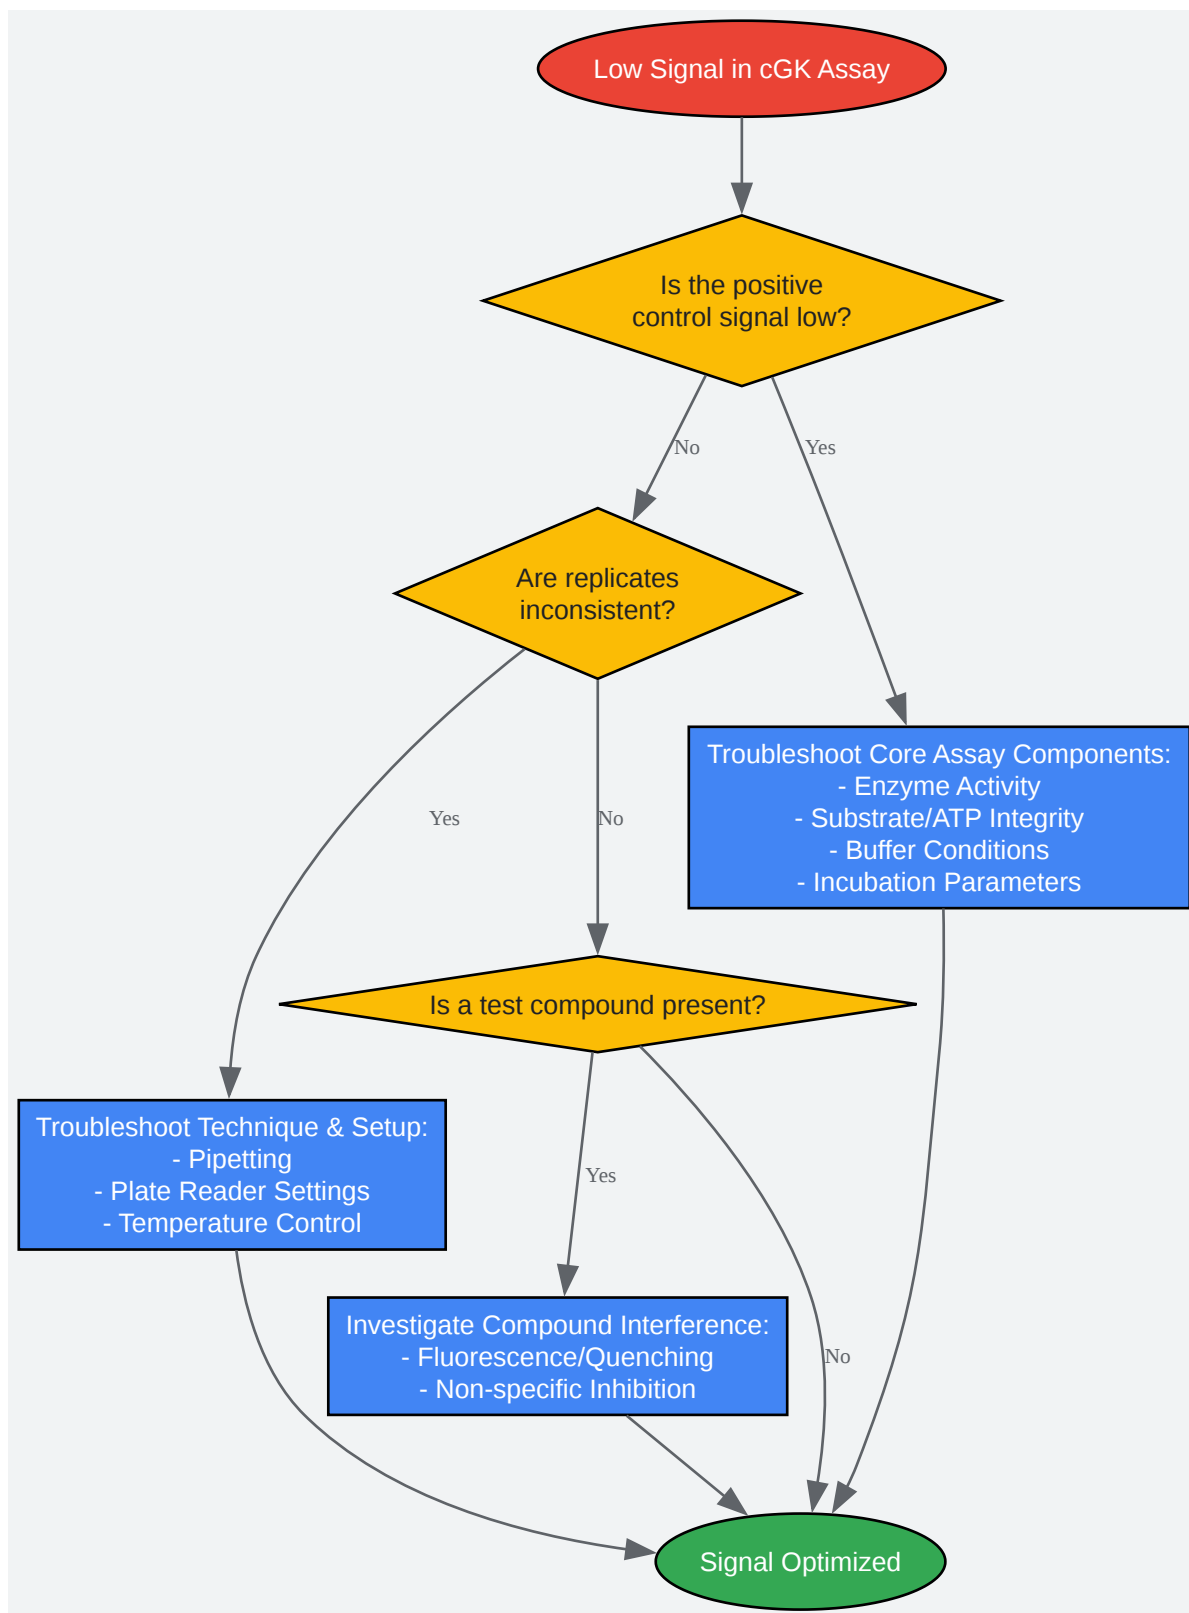 Low Signal in cGK Assay
Is the positive
control signal low?
No
Yes
Are replicates
inconsistent?
Troubleshoot Core Assay Components:
- Enzyme Activity
- Substrate/ATP Integrity
- Buffer Conditions
- Incubation Parameters
Yes
No
Is a test compound present?
Troubleshoot Technique & Setup:
- Pipetting
- Plate Reader Settings
- Temperature Control
Yes
Investigate Compound Interference:
- Fluorescence/Quenching
- Non-specific Inhibition
No
Signal Optimized